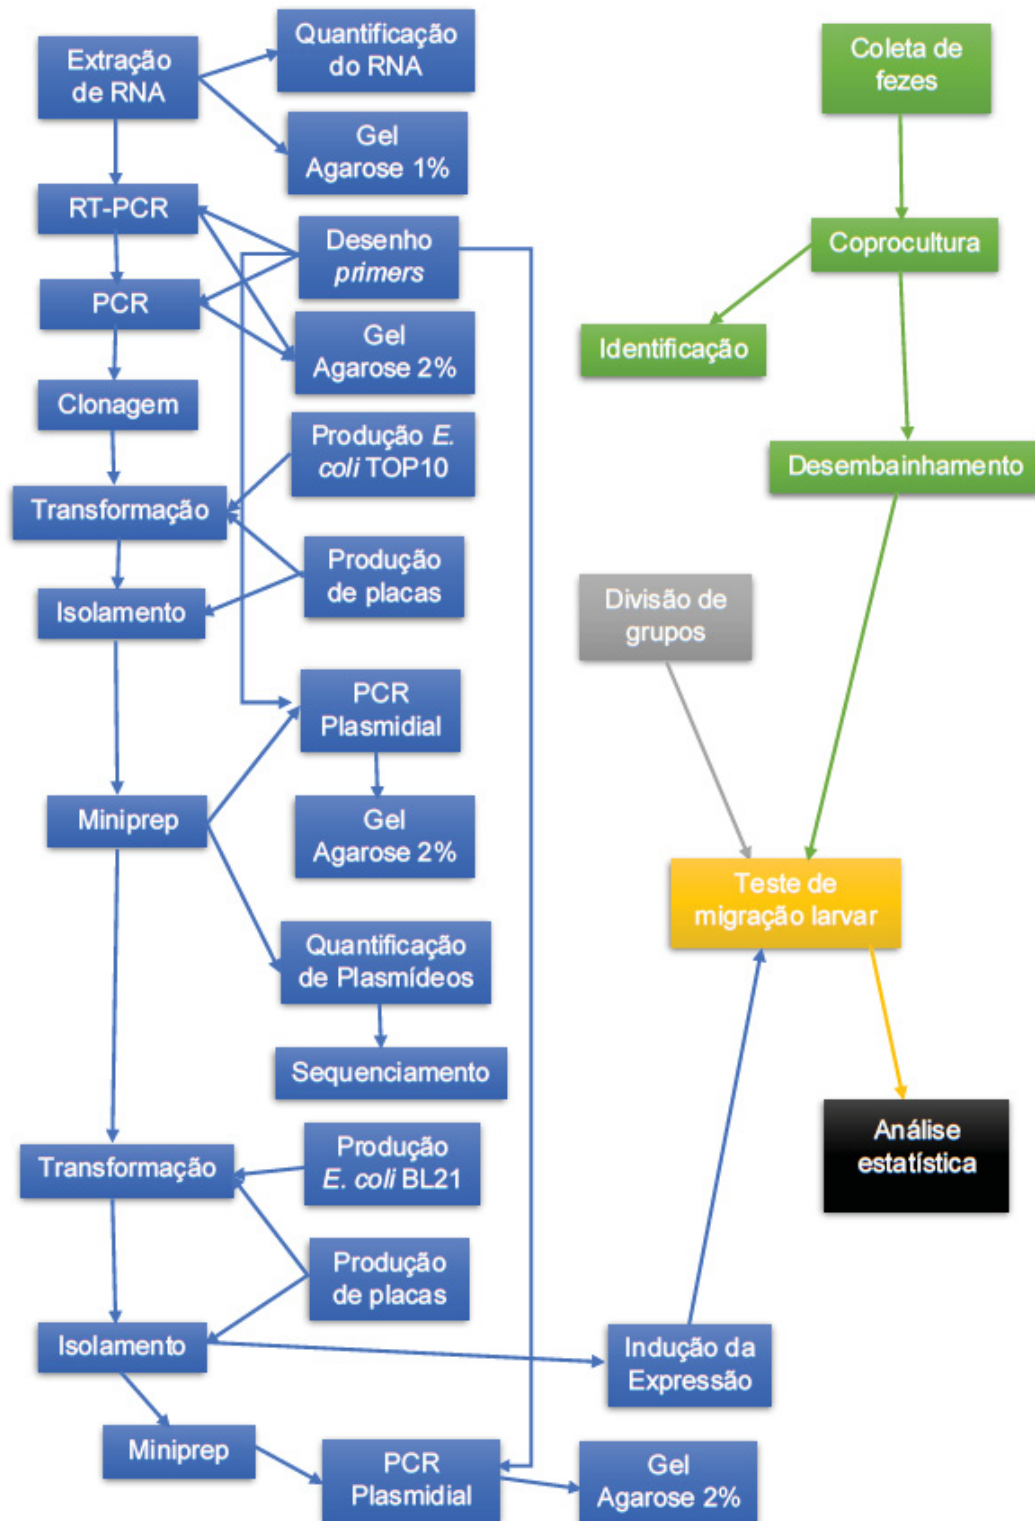 Extração
de RNA
Quantificação
do RNA
Gel
Agarose 1%
RT-PCR
Desenho
primers
PCR
Gel
Agarose 2%
Clonagem
Produção E.
coli TOP10
Transformação
Produção
de placas
Isolamento
PCR
Plasmidial
Miniprep
Gel
Agarose 2%
Quantificação
de Plasmídeos
Sequenciamento
Transformação
Produção
E. coli BL21
Produção
de placas
Isolamento
Miniprep
PCR
Plasmidial
Gel
Agarose 2%
Indução da
Expressão
Coleta de
fezes
Coprocultura
Identificação
Desembainhamento
Divisão de
grupos
Teste de
migração larvar
Análise
estatística